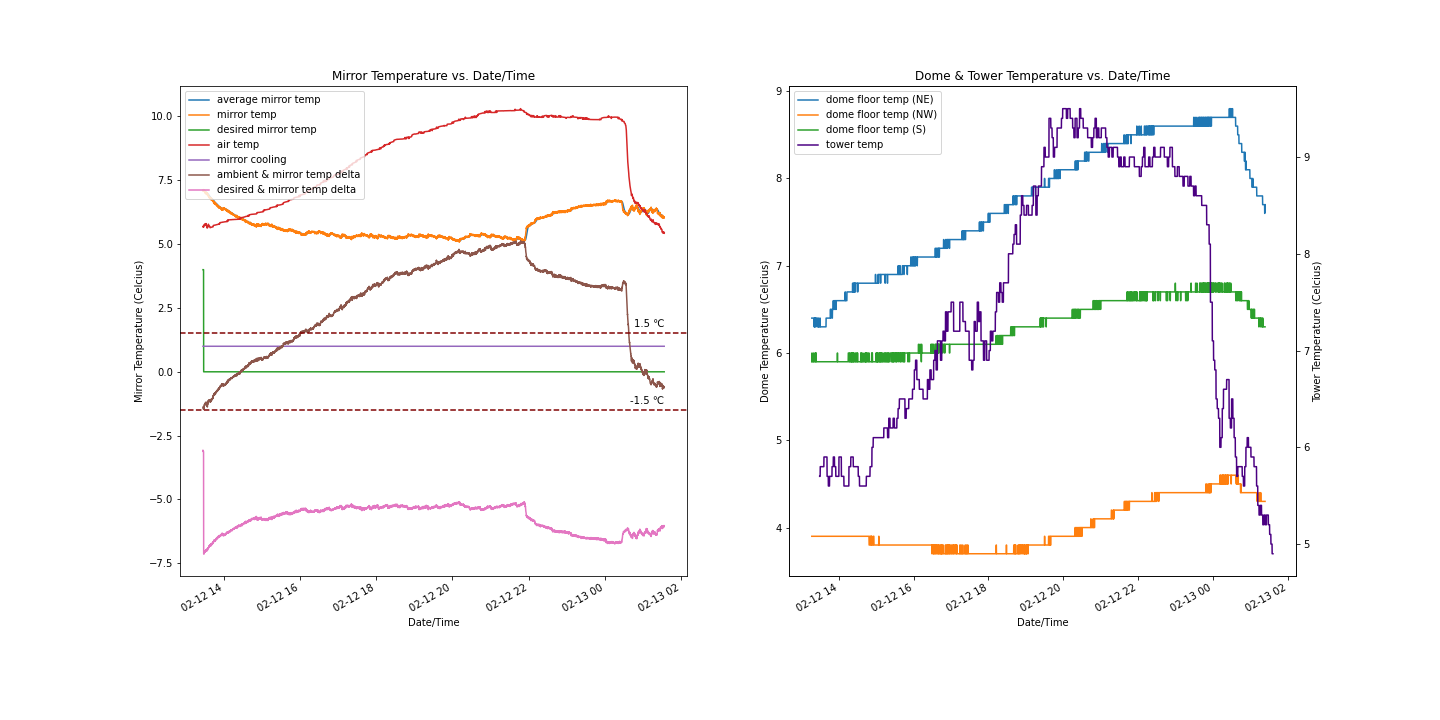 Mirror Temperature vs. Date/Time
average mirror temp
mirror temp
desired mirror temp
air temp
mirror cooling
ambient & mirror temp delta
desired & mirror temp delta
10.0
7.5
5.0
2.5
0.0
−2.5
−5.0
−7.5
1.5 °C
-1.5 °C
Mirror Temperature (Celcius)
02-12 14
02-12 16
02-12 18
02-12 20
02-12 22
02-13 00
02-13 02
Date/Time
Dome & Tower Temperature vs. Date/Time
dome floor temp (NE)
dome floor temp (NW)
dome floor temp (S)
tower temp
9
8
7
6
5
4
Dome Temperature (Celcius)
9
8
7
6
5
Tower Temperature (Celcius)
02-12 14
02-12 16
02-12 18
02-12 20
02-12 22
02-13 00
02-13 02
Date/Time